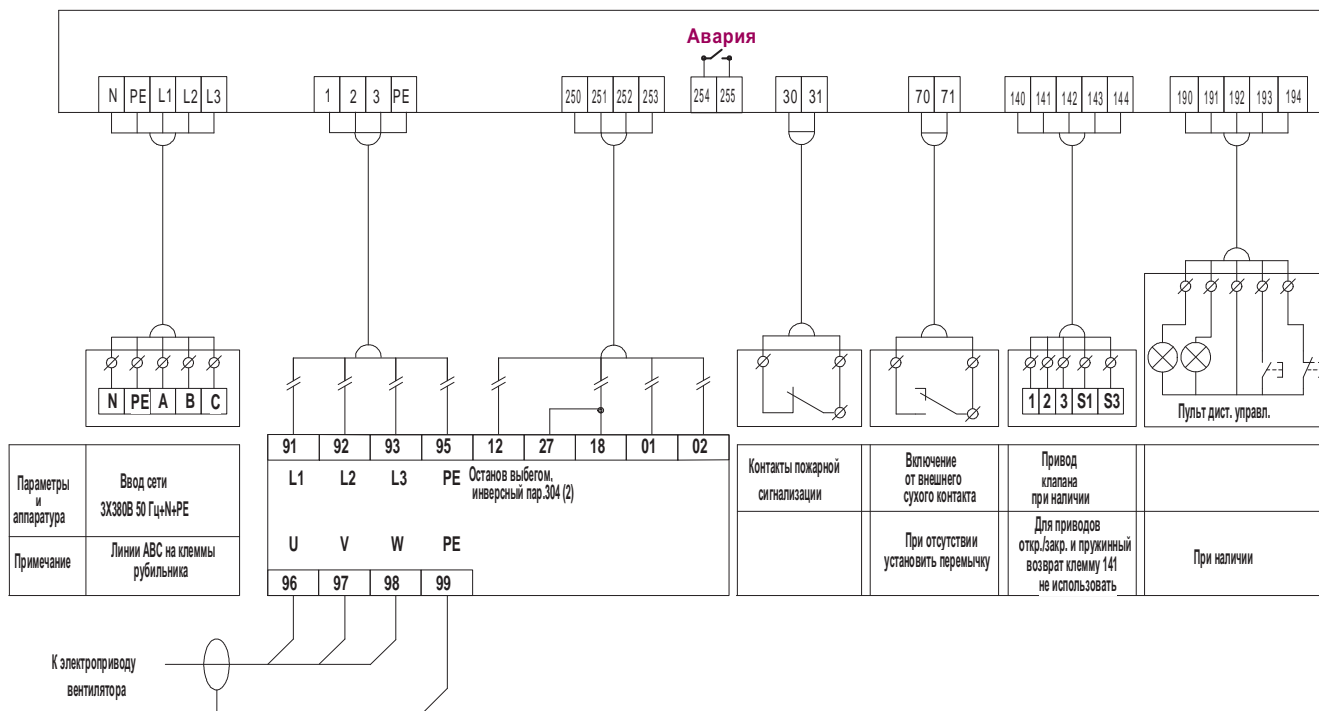 Авария
N PE L1 L2 L3
1 2 3 PE
250 251 252 253
254 255
30 31
70 71
140 141 142 143 144
190 191 192 193 194
N PE A B C
1 2 3 S1 S3
Пульт дист. управл.
91 92 93 95 12 27 18 01 02
L1 L2 L3 PE
Останов выбегом,
инверсный пар.304 (2)
U V W PE
96 97 98 99
Параметры
и
аппаратура
Ввод сети
3Х380В 50 Гц+N+PE
Примечание
Линии АВС на клеммы
рубильника
Контакты пожарной
сигнализации
Включение
от внешнего
сухого контакта
При отсутствии
установить перемычку
Привод
клапана
при наличии
Для приводов
откр./закр. и пружинный
возврат клемму 141
не использовать
При наличии
К электроприводу
вентилятора